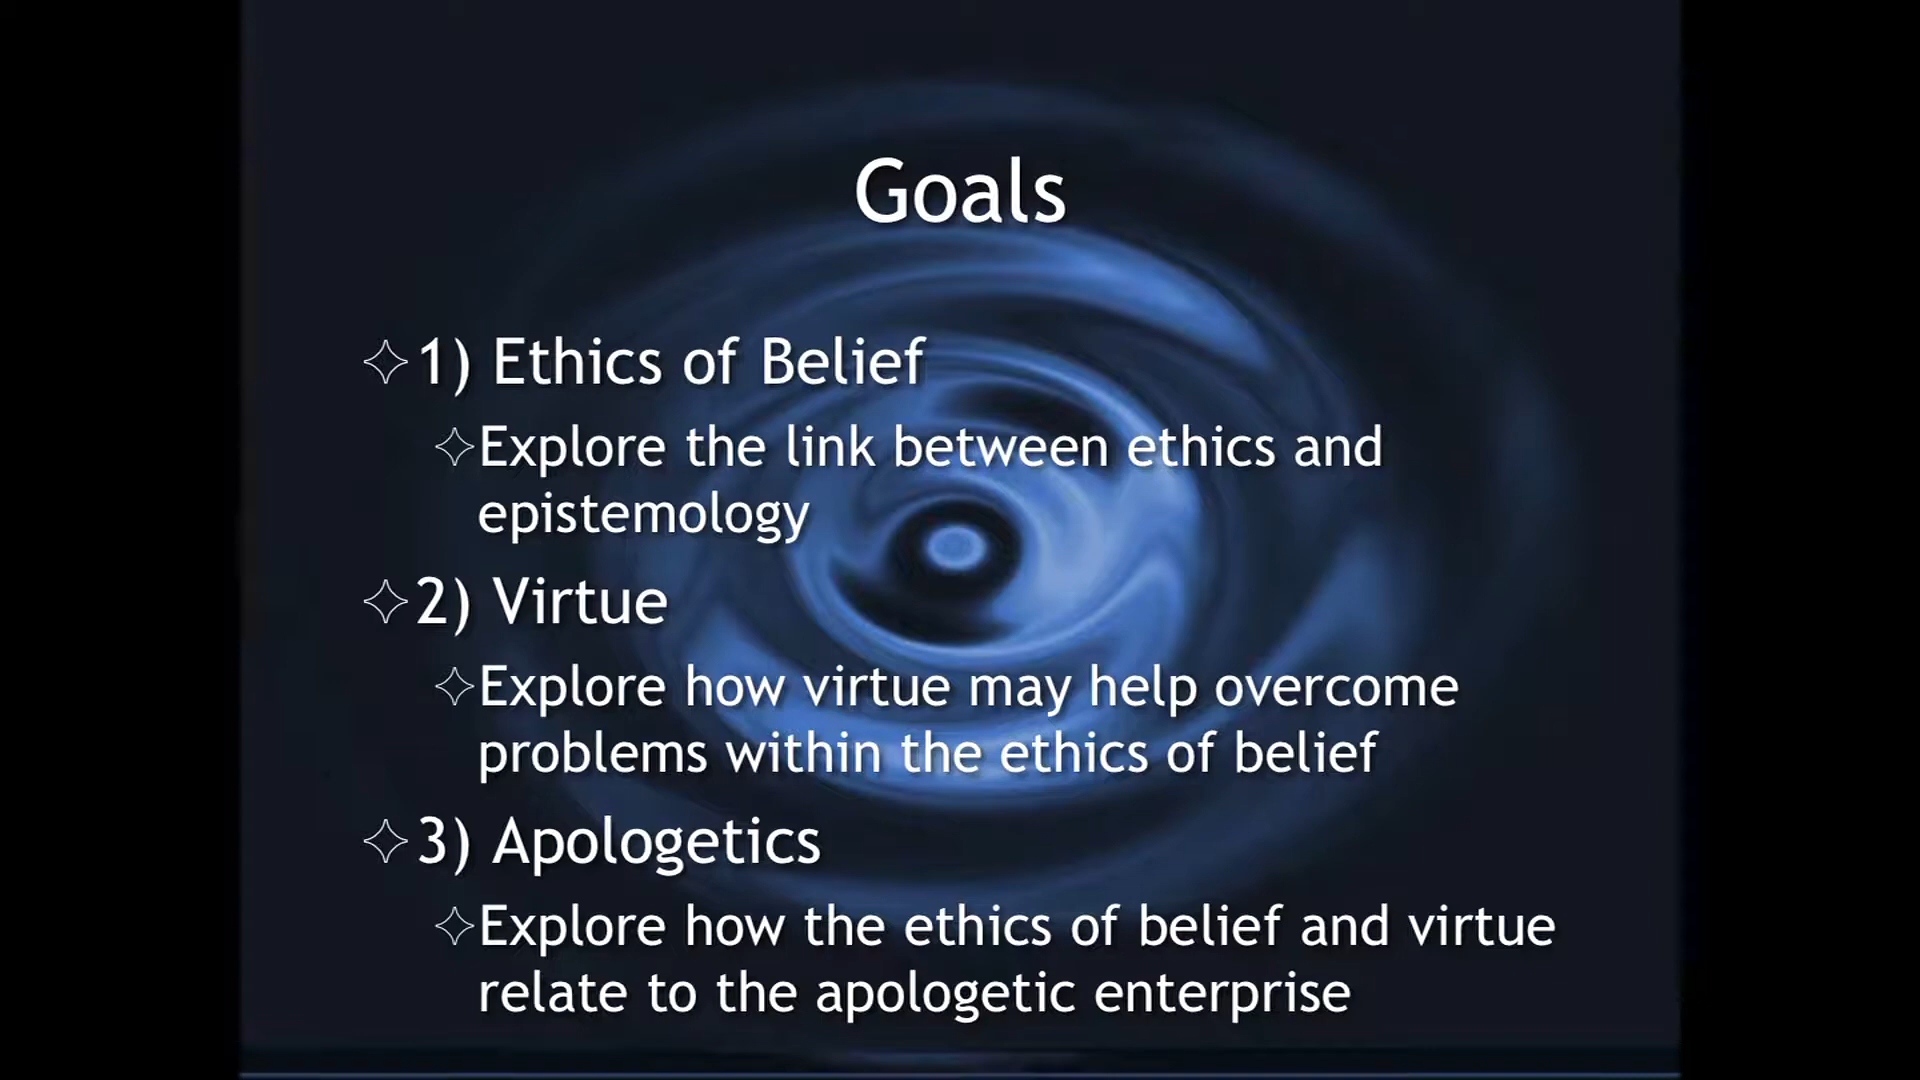 Goals
1) Ethics of Belief
Explore the link between ethics and
epistemology
2) Virtue
Explore how virtue may help overcome
problems within the ethics of belief
3) Apologetics
Explore how the ethics of belief and virtue
relate to the apologetic enterprise